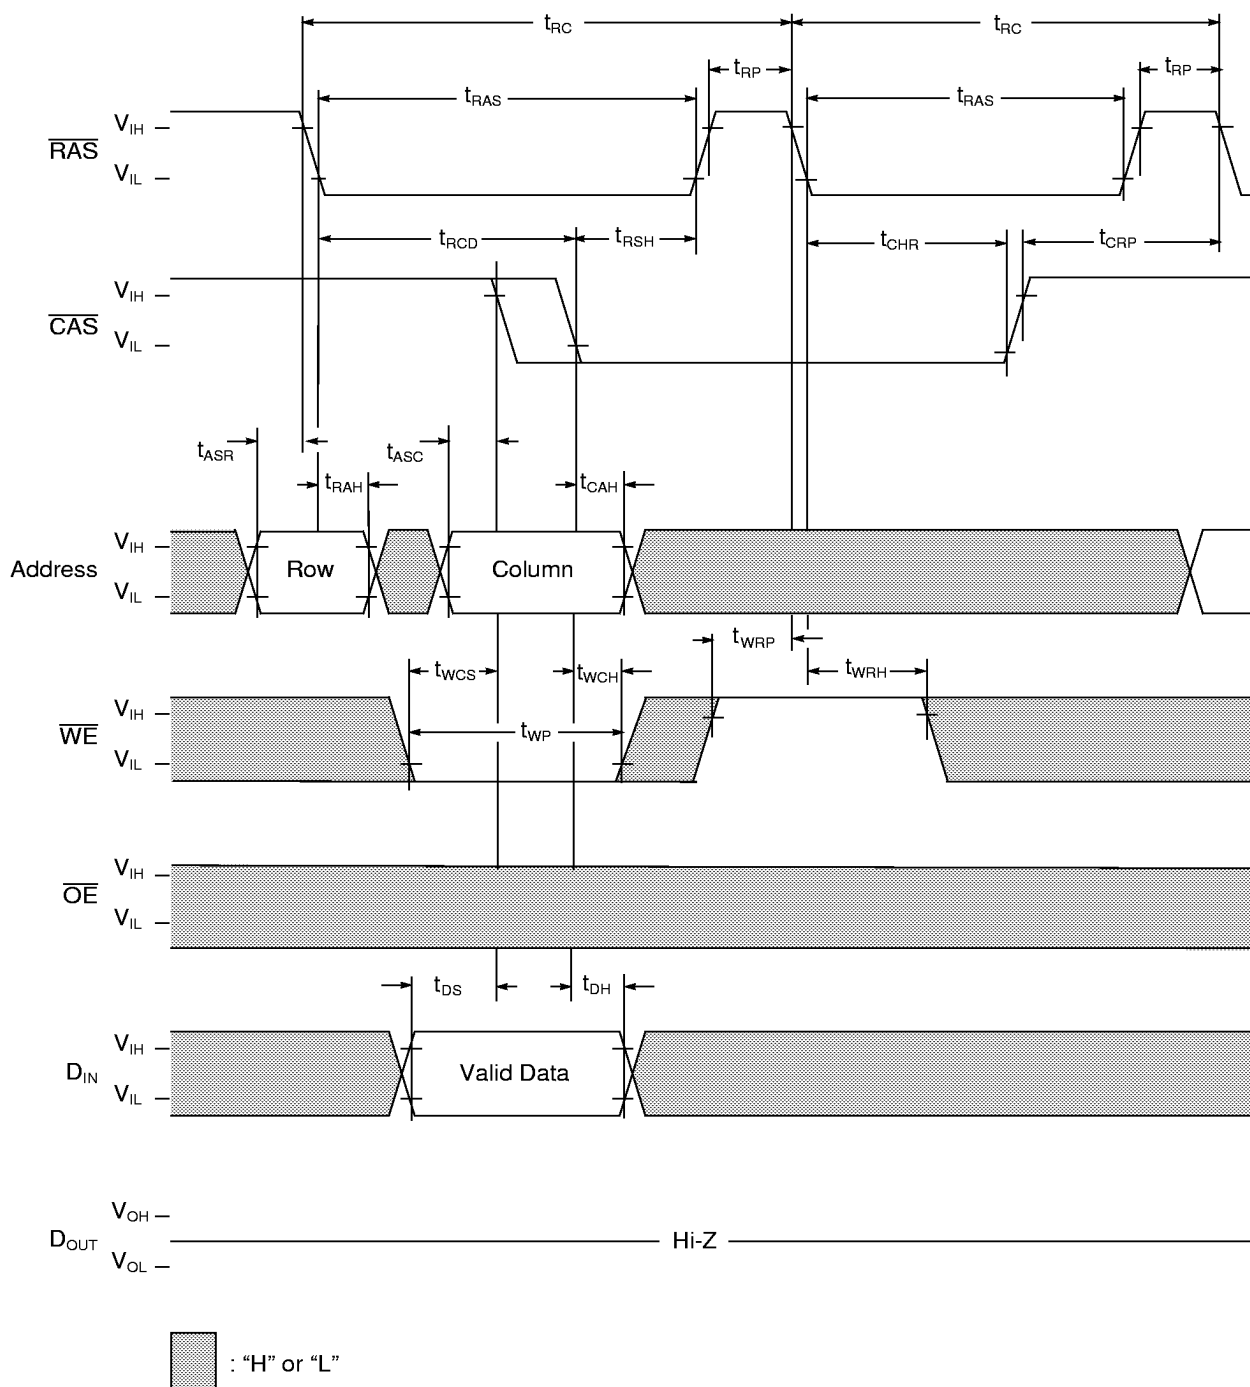 tRC tRC
tRP tRP
tRAS tRAS
VIH
RAS
VIL
tRCD tRSH tCHR tCRP
VIH
CAS
VIL
tASR tASC
tRAH tCAH
VIH
Address Row Column
VIL
tWRP
tWCS tWCH tWRH
VIH
WE tWP
VIL
VIH
OE
VIL
tDS tDH
VIH
DIN Valid Data
VIL
VOH
DOUT Hi-Z
VOL
: “H” or “L”